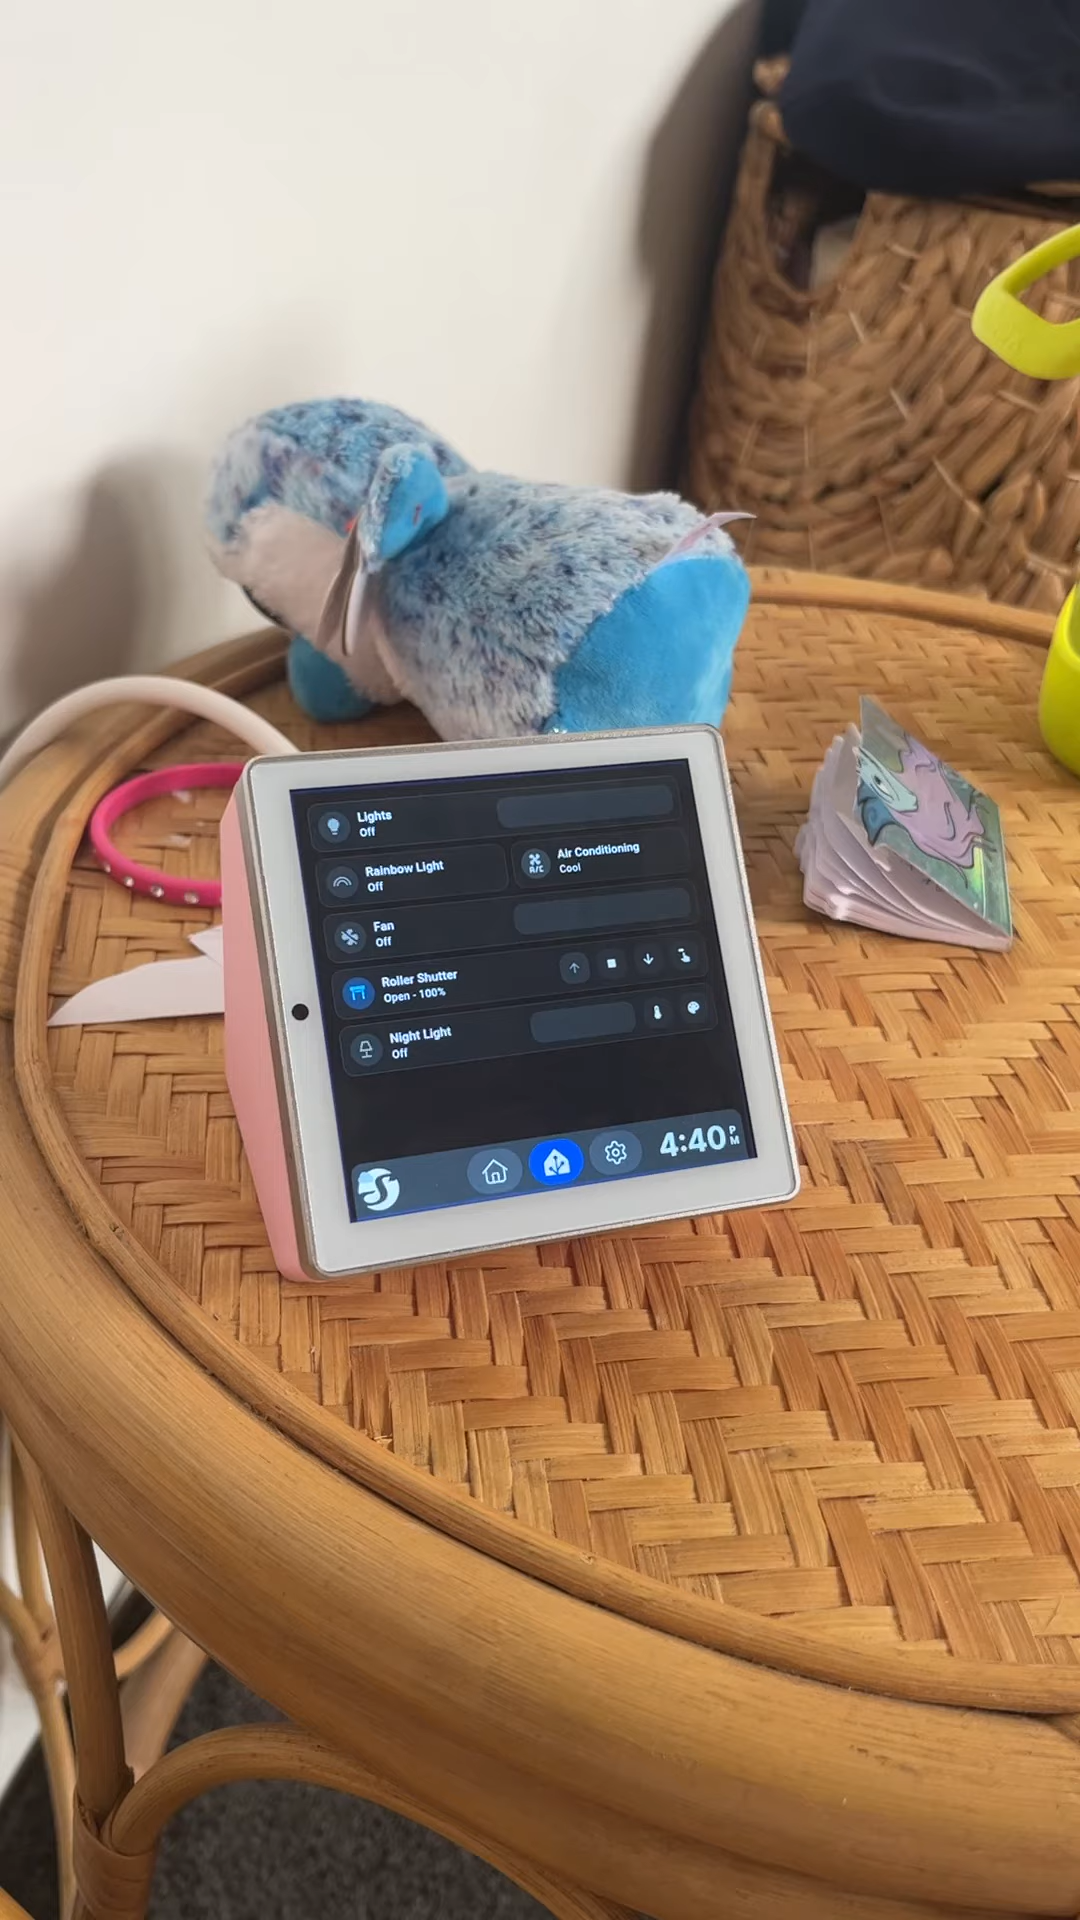 Lights
Off
Rainbow Light
Off
Air Conditioning
Cool
A/C
Fan
Off
Roller Shutter
Open - 100%
Night Light
Off
4:40 PM